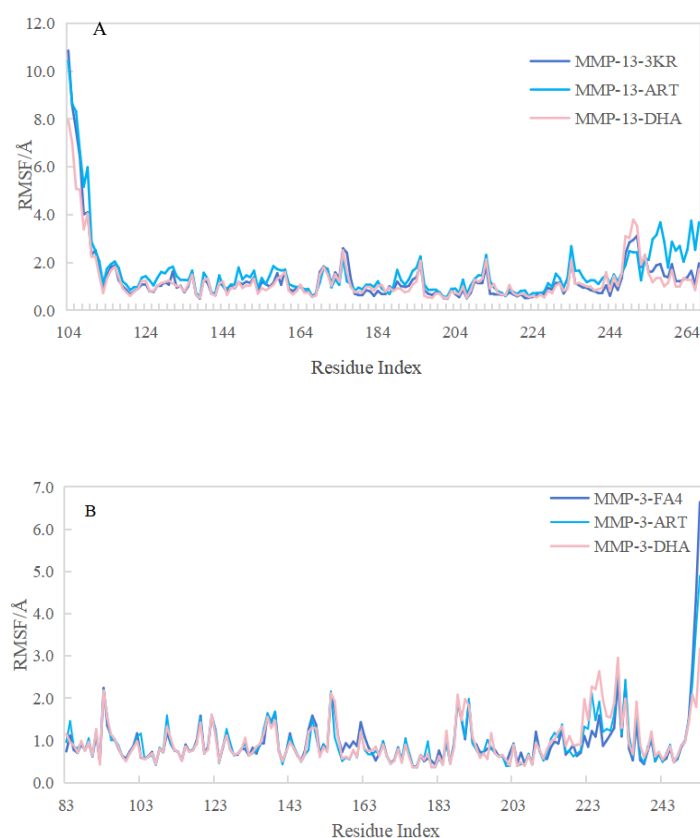 A
12.0
10.0
8.0
6.0
4.0
2.0
0.0
RMSF/Å
MMP-13-3KR
MMP-13-ART
MMP-13-DHA
104 124 144 164 184 204 224 244 264
Residue Index
B
7.0
6.0
5.0
4.0
3.0
2.0
1.0
0.0
RMSF/Å
MMP-3-FA4
MMP-3-ART
MMP-3-DHA
83 103 123 143 163 183 203 223 243
Residue Index